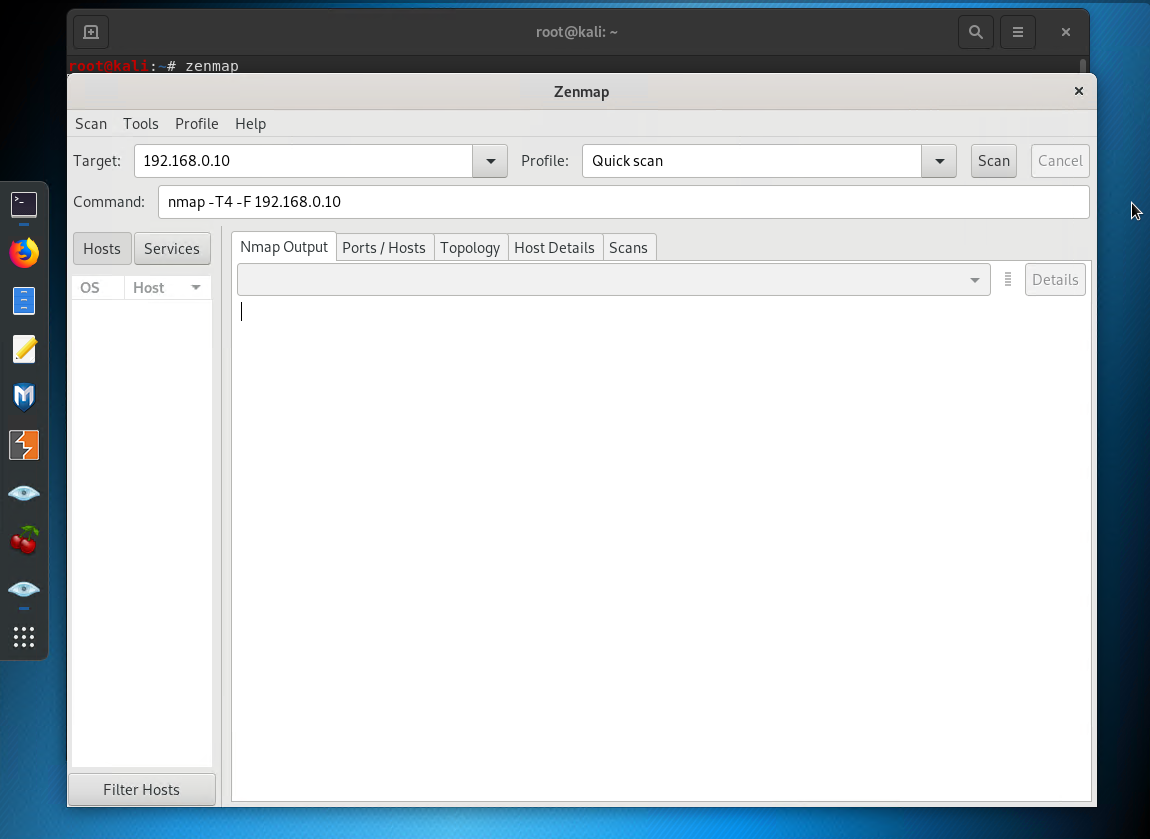 root@kali: ~
root@kali:~# zenmap
Zenmap
Scan Tools Profile Help
Target: 192.168.0.10 Profile: Quick scan Scan Cancel
Command: nmap -T4 -F 192.168.0.10
Hosts Services
OS Host
Nmap Output Ports / Hosts Topology Host Details Scans
Details
Filter Hosts